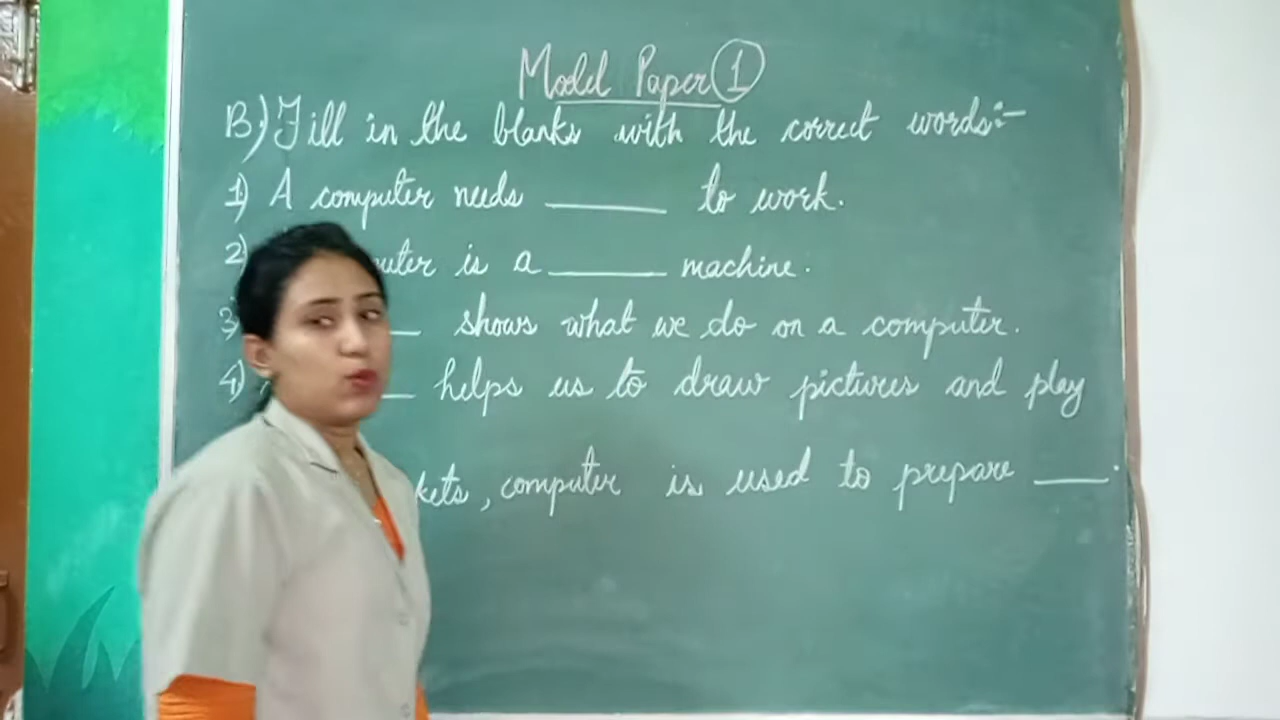 Model Paper 1
B.) Fill in the blanks with the correct words:-
1) A computer needs ______ to work.
2) uter is a ______ machine.
3) __ shows what we do on a computer.
4) __ helps us to draw pictures and play
kets, computer is used to prepare ____.